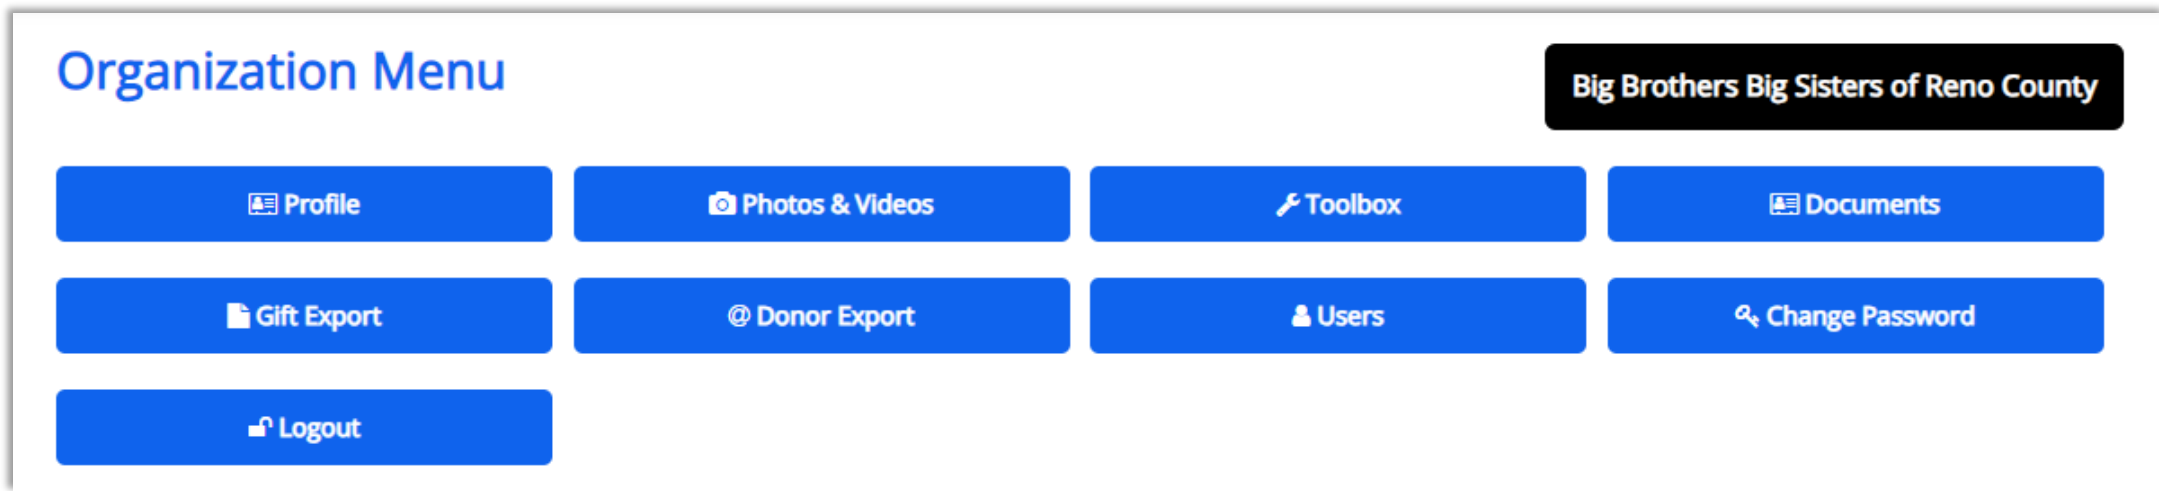 Organization Menu
Big Brothers Big Sisters of Reno County
Profile
Photos & Videos
Toolbox
Documents
Gift Export
@ Donor Export
Users
Change Password
Logout